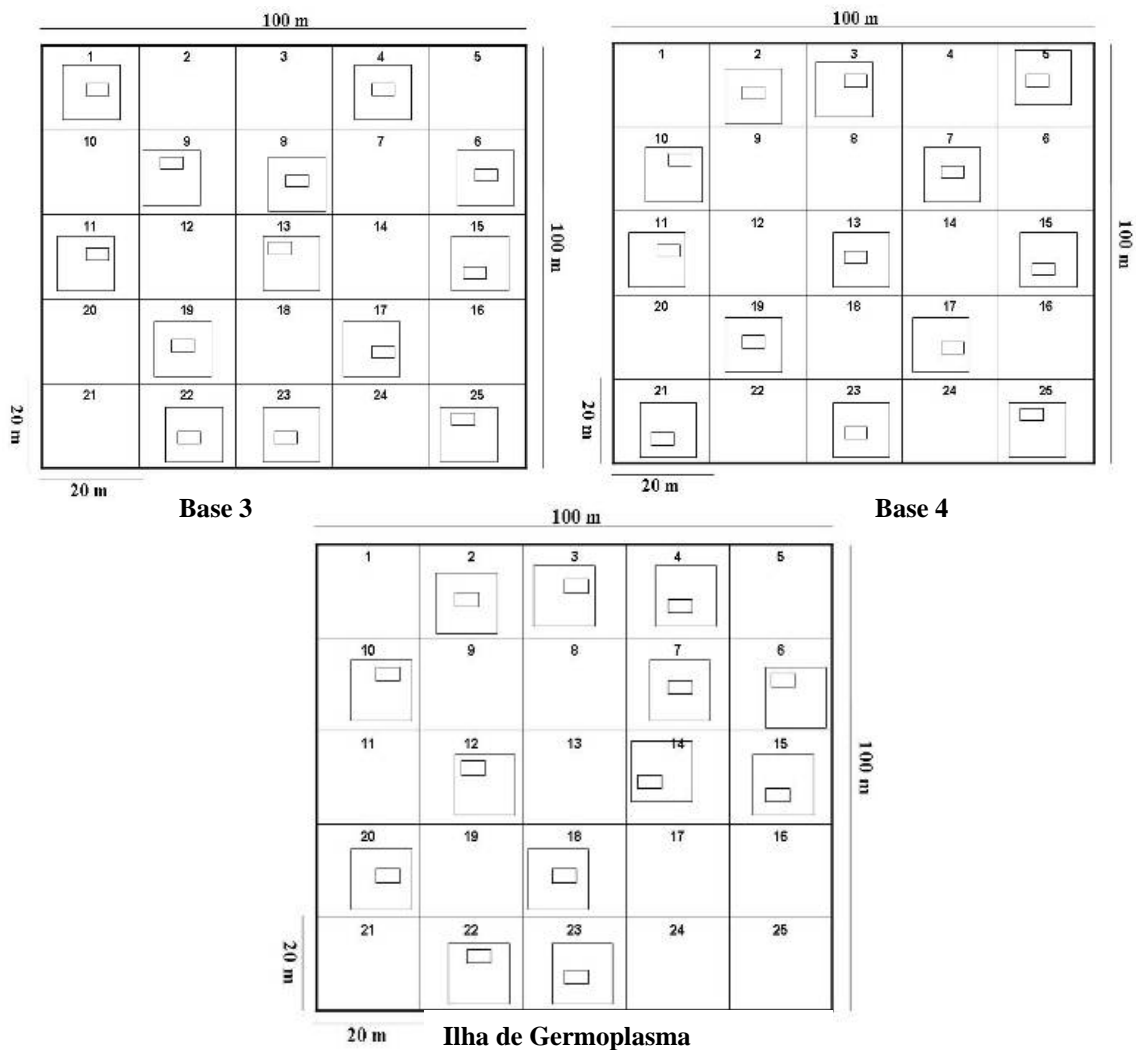 100 m
1 2 3 4 5
10 9 8 7 6
11 12 13 14 15
20 19 18 17 16
21 22 23 24 25
100 m
20 m
20 m
Base 3
100 m
1 2 3 4 5
10 9 8 7 6
11 12 13 14 15
20 19 18 17 16
21 22 23 24 25
100 m
20 m
20 m
Base 4
100 m
1 2 3 4 5
10 9 8 7 6
11 12 13 14 15
20 19 18 17 16
21 22 23 24 25
100 m
20 m
20 m
Ilha de Germoplasma